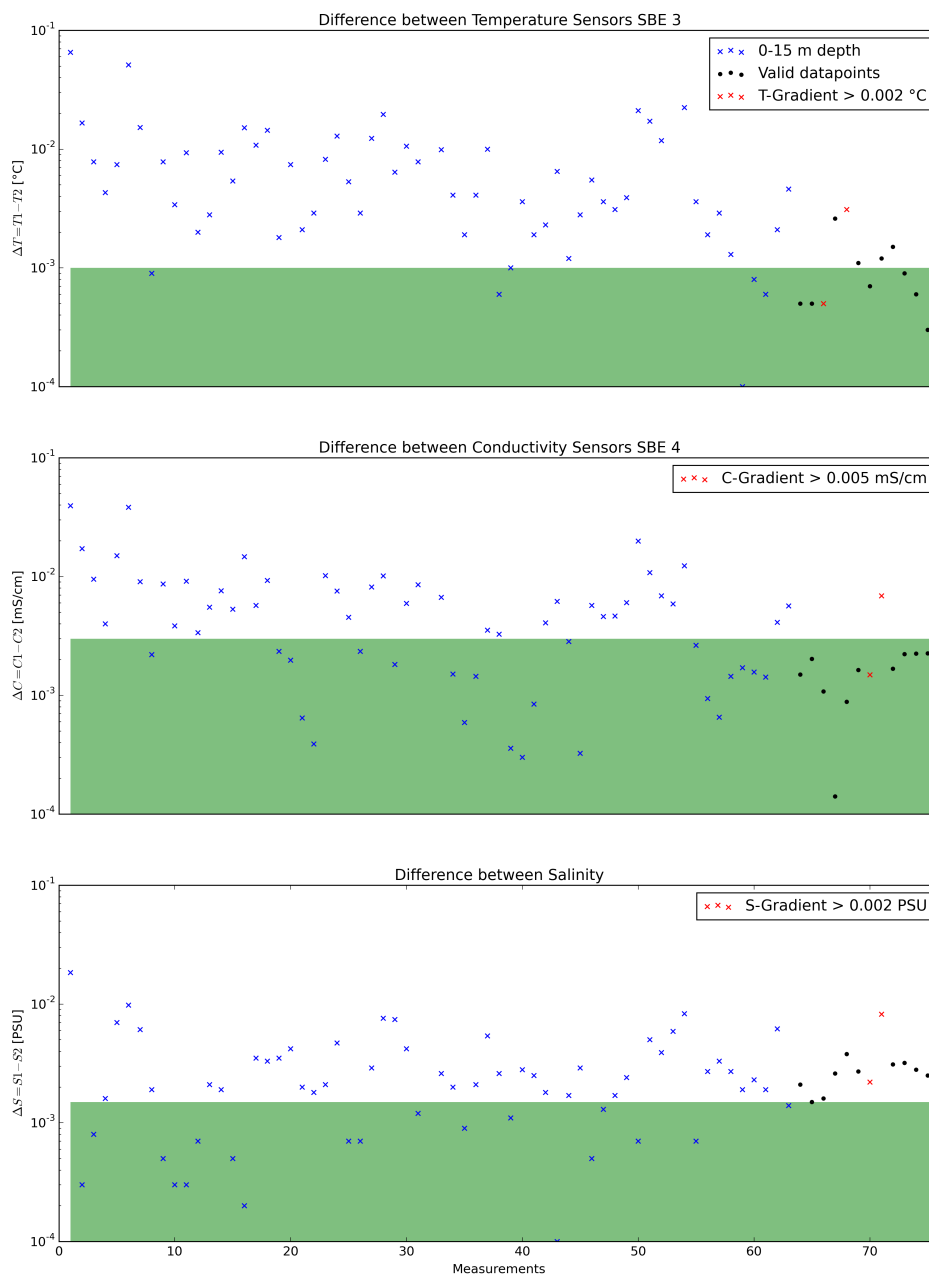 Difference between Temperature Sensors SBE 3
10^-1
10^-2
10^-3
10^-4
ΔT=T1−T2 [°C]
0-15 m depth
Valid datapoints
T-Gradient > 0.002 °C
Difference between Conductivity Sensors SBE 4
10^-1
10^-2
10^-3
10^-4
ΔC=C1−C2 [mS/cm]
C-Gradient > 0.005 mS/cm
Difference between Salinity
10^-1
10^-2
10^-3
10^-4
ΔS=S1−S2 [PSU]
S-Gradient > 0.002 PSU
0 10 20 30 40 50 60 70
Measurements